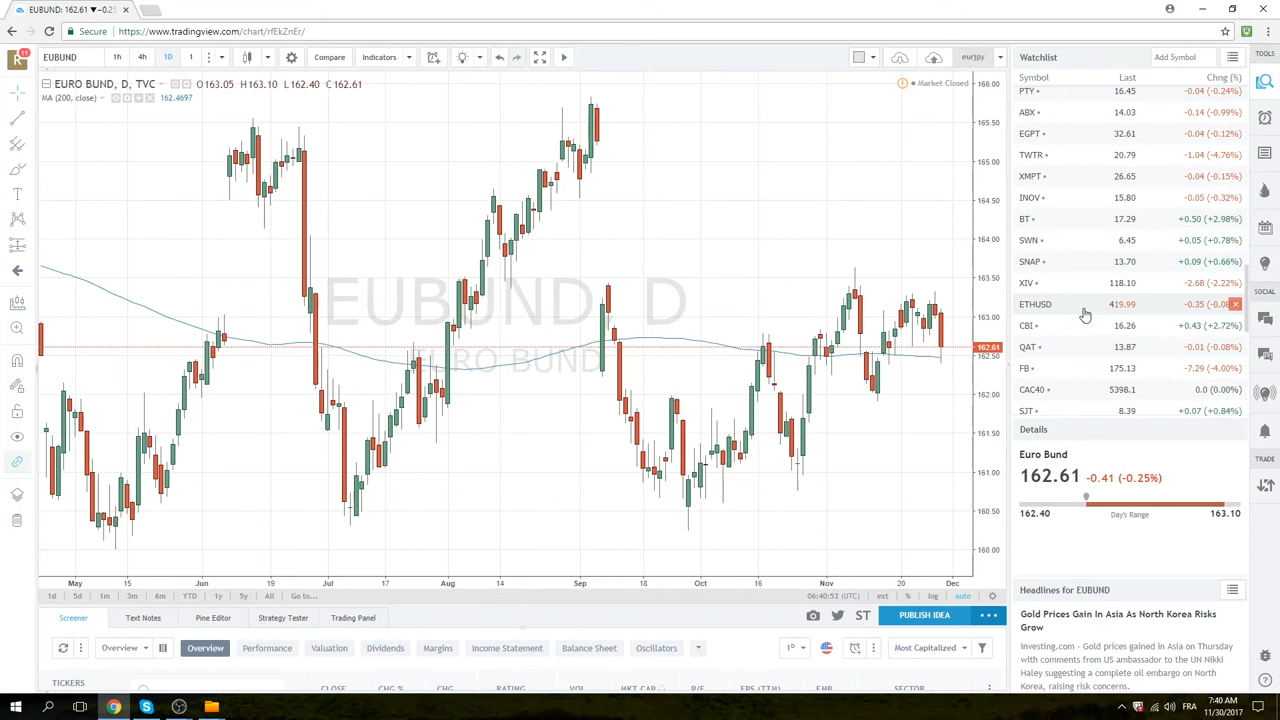 EUBUND: 162.61 ▼−0.25
Secure
https://www.tradingview.com/chart/rfEkZnEr/
R
11
EUBUND
1h
4h
1D
1
Compare
Indicators
eurjpy
EURO BUND, D, TVC
O163.05 H163.10 L162.40 C162.61
MA (200, close)
162.4697
Market Closed
EUBUND, D
EURO BUND
166.00
165.50
165.00
164.50
164.00
163.50
163.00
162.61
162.50
162.00
161.50
161.00
160.50
160.00
May 15 Jun 19 Jul 17 Aug 14 Sep 18 Oct 16 Nov 20 Dec
1d 5d 1m 3m 6m YTD 1y 5y All Go to...
06:40:53 (UTC) ext % log auto
Screener Text Notes Pine Editor Strategy Tester Trading Panel
ST
PUBLISH IDEA
Overview
Overview Performance Valuation Dividends Margins Income Statement Balance Sheet Oscillators
1D
Most Capitalized
TICKERS
CLOSE CHG % CHG RATING VOL MKT CAP P/E EPS (TTM) EMP SECTOR
Watchlist
Add Symbol
Symbol Last Chng (%)
PTY 16.45 -0.04 (-0.24%)
ABX 14.03 -0.14 (-0.99%)
EGPT 32.61 -0.04 (-0.12%)
TWTR 20.79 -1.04 (-4.76%)
XMPT 26.65 -0.04 (-0.15%)
INOV 15.80 -0.05 (-0.32%)
BT 17.29 +0.50 (+2.98%)
SWN 6.45 +0.05 (+0.78%)
SNAP 13.70 +0.09 (+0.66%)
XIV 118.10 -2.68 (-2.22%)
ETHUSD 419.99 -0.35 (-0.08
CBI 16.26 +0.43 (+2.72%)
QAT 13.87 -0.01 (-0.08%)
FB 175.13 -7.29 (-4.00%)
CAC40 5398.1 0.0 (0.00%)
SJT 8.39 +0.07 (+0.84%)
Details
Euro Bund
162.61 -0.41 (-0.25%)
162.40 Day's Range 163.10
Headlines for EUBUND
Gold Prices Gain In Asia As North Korea Risks
Grow
Investing.com - Gold prices gained in Asia on Thursday
with comments from US ambassador to the UN Nikki
Haley suggesting a complete oil embargo on North
Korea, raising risk concerns.
TOOLS
SOCIAL
TRADE
FRA
7:40 AM
11/30/2017